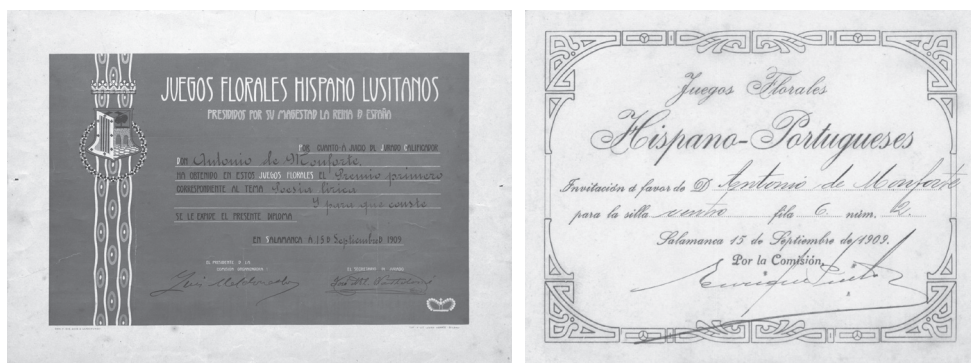 JUEGOS FLORALES HISPANO LUSITANOS
PRESIDIDOS POR SU MAGESTAD LA REINA D ESPAÑA
POR CUANTO A JUICIO DEL JURADO CALIFICADOR
DON Antonio de Monforte,
HA OBTENIDO EN ESTOS JUEGOS FLORALES EL Premio primero
CORRESPONDIENTE AL TEMA Poesía lírica
Y para que conste
SE LE EXPIDE EL PRESENTE DIPLOMA
EN SALAMANCA A 15 D Septiembre D 1909
EL PRESIDENTE D LA
EL SECRETARIO
Luis
Juegos Florales
Hispano-Portugueses
Invitación á favor de D Antonio de Monforte
para la silla centro fila 6. núm.
Salamanca 15 de Septiembre de 1909.
Por la Comisión,
Enrique